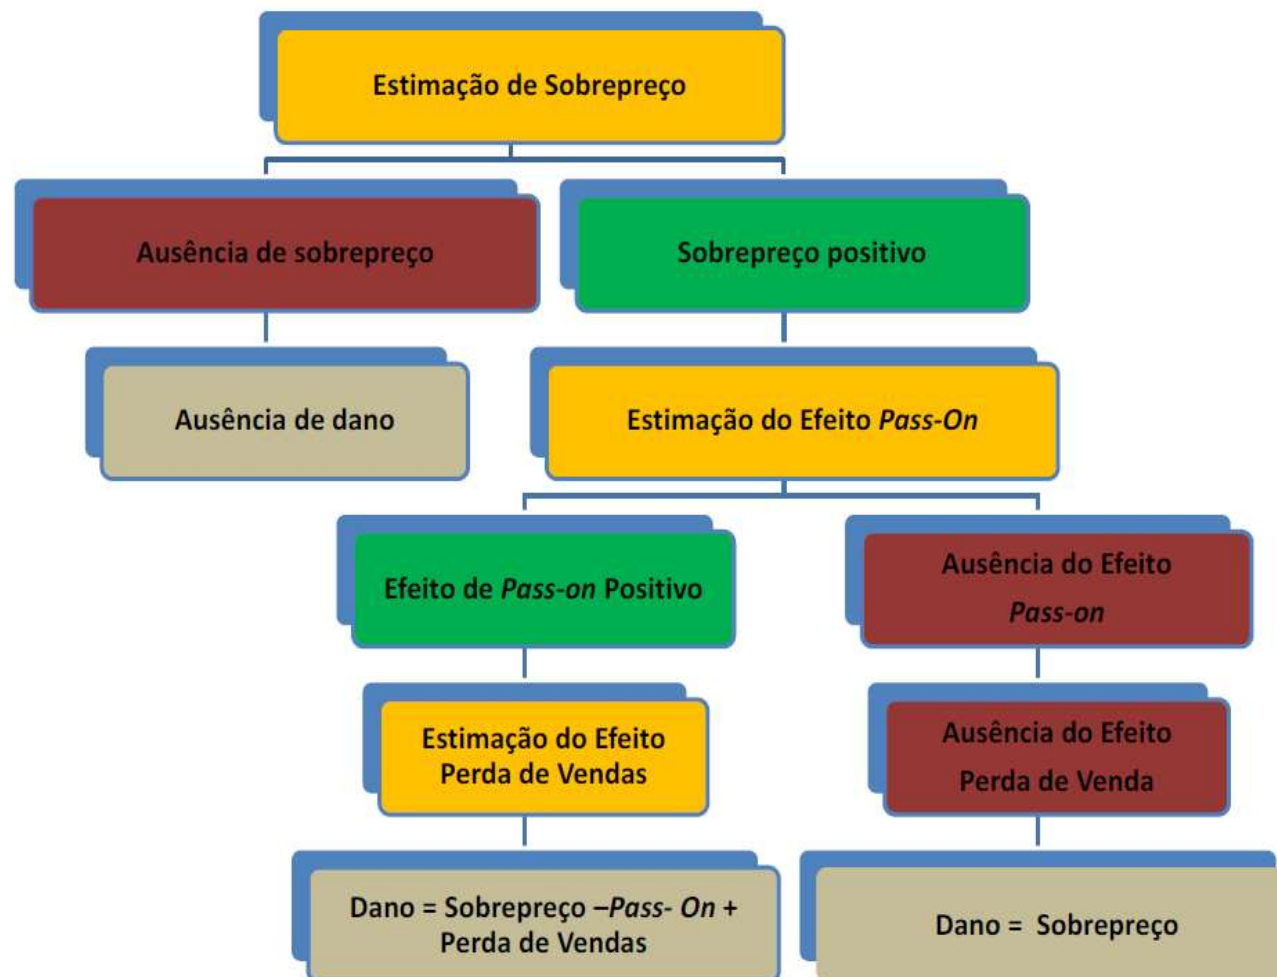 Estimação de Sobrepreço
Ausência de sobrepreço
Sobrepreço positivo
Ausência de dano
Estimação do Efeito Pass-On
Efeito de Pass-on Positivo
Ausência do Efeito
Pass-on
Estimação do Efeito
Perda de Vendas
Ausência do Efeito
Perda de Venda
Dano = Sobrepreço –Pass- On +
Perda de Vendas
Dano = Sobrepreço